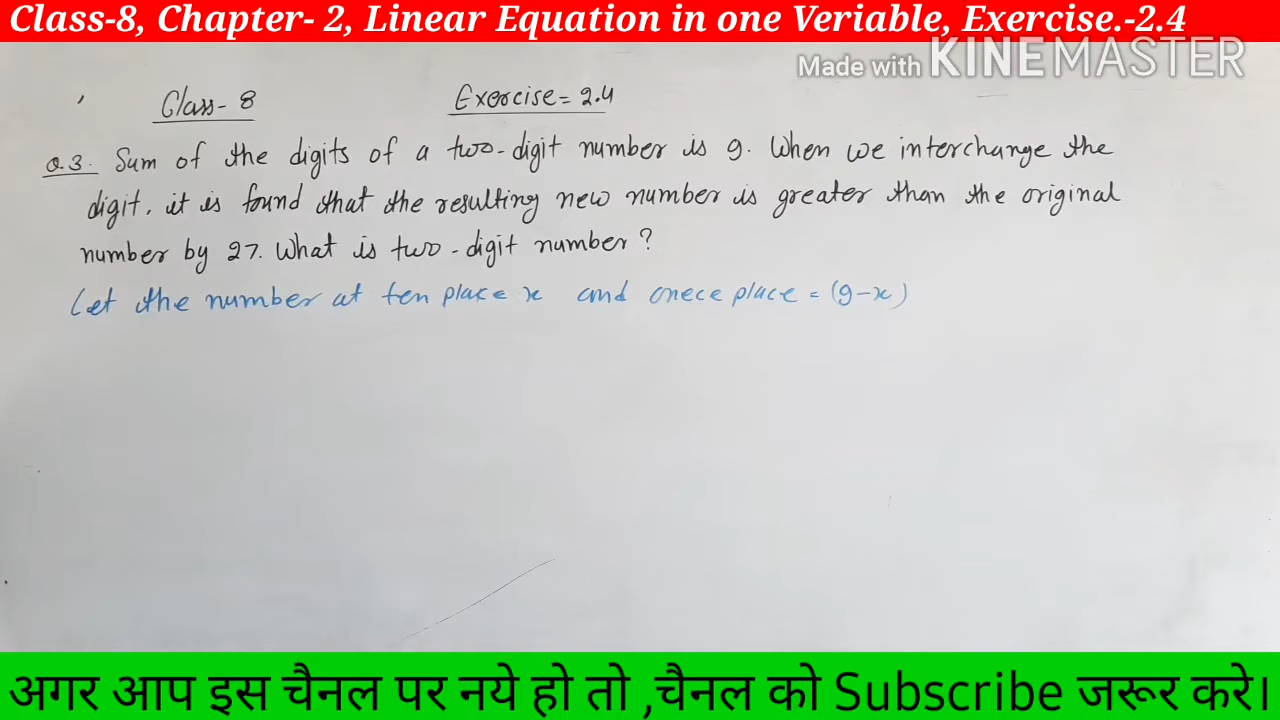 Class-8, Chapter- 2, Linear Equation in one Veriable, Exercise.-2.4
Made with KINEMASTER
Class- 8 Exercise= 2.4
Q.3. Sum of the digits of a two-digit number is 9. When we interchange the
digit, it is found that the resulting new number is greater than the original
number by 27. What is two-digit number?
Let the number at ten place x and onece place = (9-x)
अगर आप इस चैनल पर नये हो तो ,चैनल को Subscribe जरूर करे।